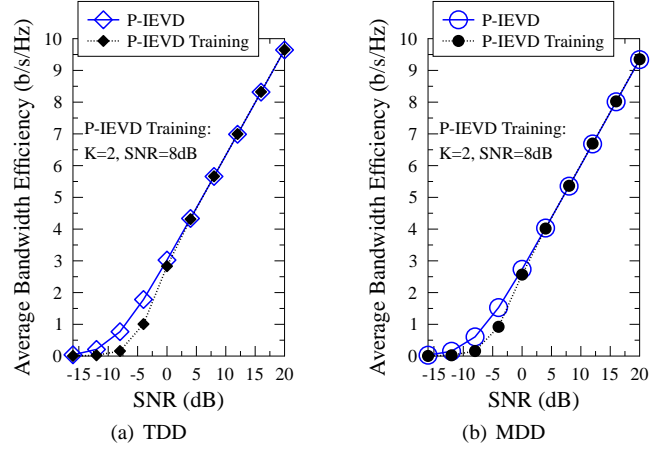 P-IEVD
P-IEVD Training
P-IEVD Training:
K=2, SNR=8dB
Average Bandwidth Efficiency (b/s/Hz)
10
9
8
7
6
5
4
3
2
1
0
-15 -10 -5 0 5 10 15 20
SNR (dB)
(a) TDD
P-IEVD
P-IEVD Training
P-IEVD Training:
K=2, SNR=8dB
Average Bandwidth Efficiency (b/s/Hz)
10
9
8
7
6
5
4
3
2
1
0
-15 -10 -5 0 5 10 15 20
SNR (dB)
(b) MDD